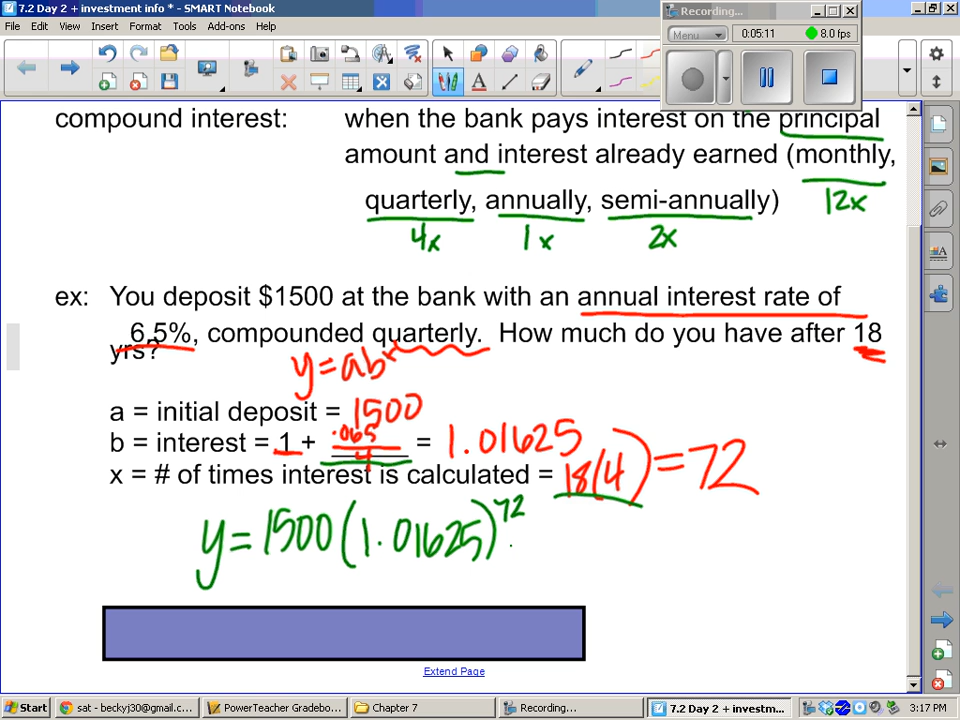 7.2 Day 2 + investment info * - SMART Notebook
Recording...
File Edit View Insert Format Tools Add-ons Help
Menu 0:05:11 8.0 fps
compound interest: when the bank pays interest on the principal
amount and interest already earned (monthly,
12x
quarterly, annually, semi-annually)
4x 1x 2x
ex: You deposit $1500 at the bank with an annual interest rate of
6.5%, compounded quarterly. How much do you have after 18
yrs?
y=abˣ
a = initial deposit = 1500
b = interest = 1 + .065/4 = 1.01625
x = # of times interest is calculated = 18(4) = 72
y=1500(1.01625)⁷²
Extend Page
Start sat - beckyj30@gmail.c... PowerTeacher Gradebo... Chapter 7 Recording... 7.2 Day 2 + investm... 3:17 PM